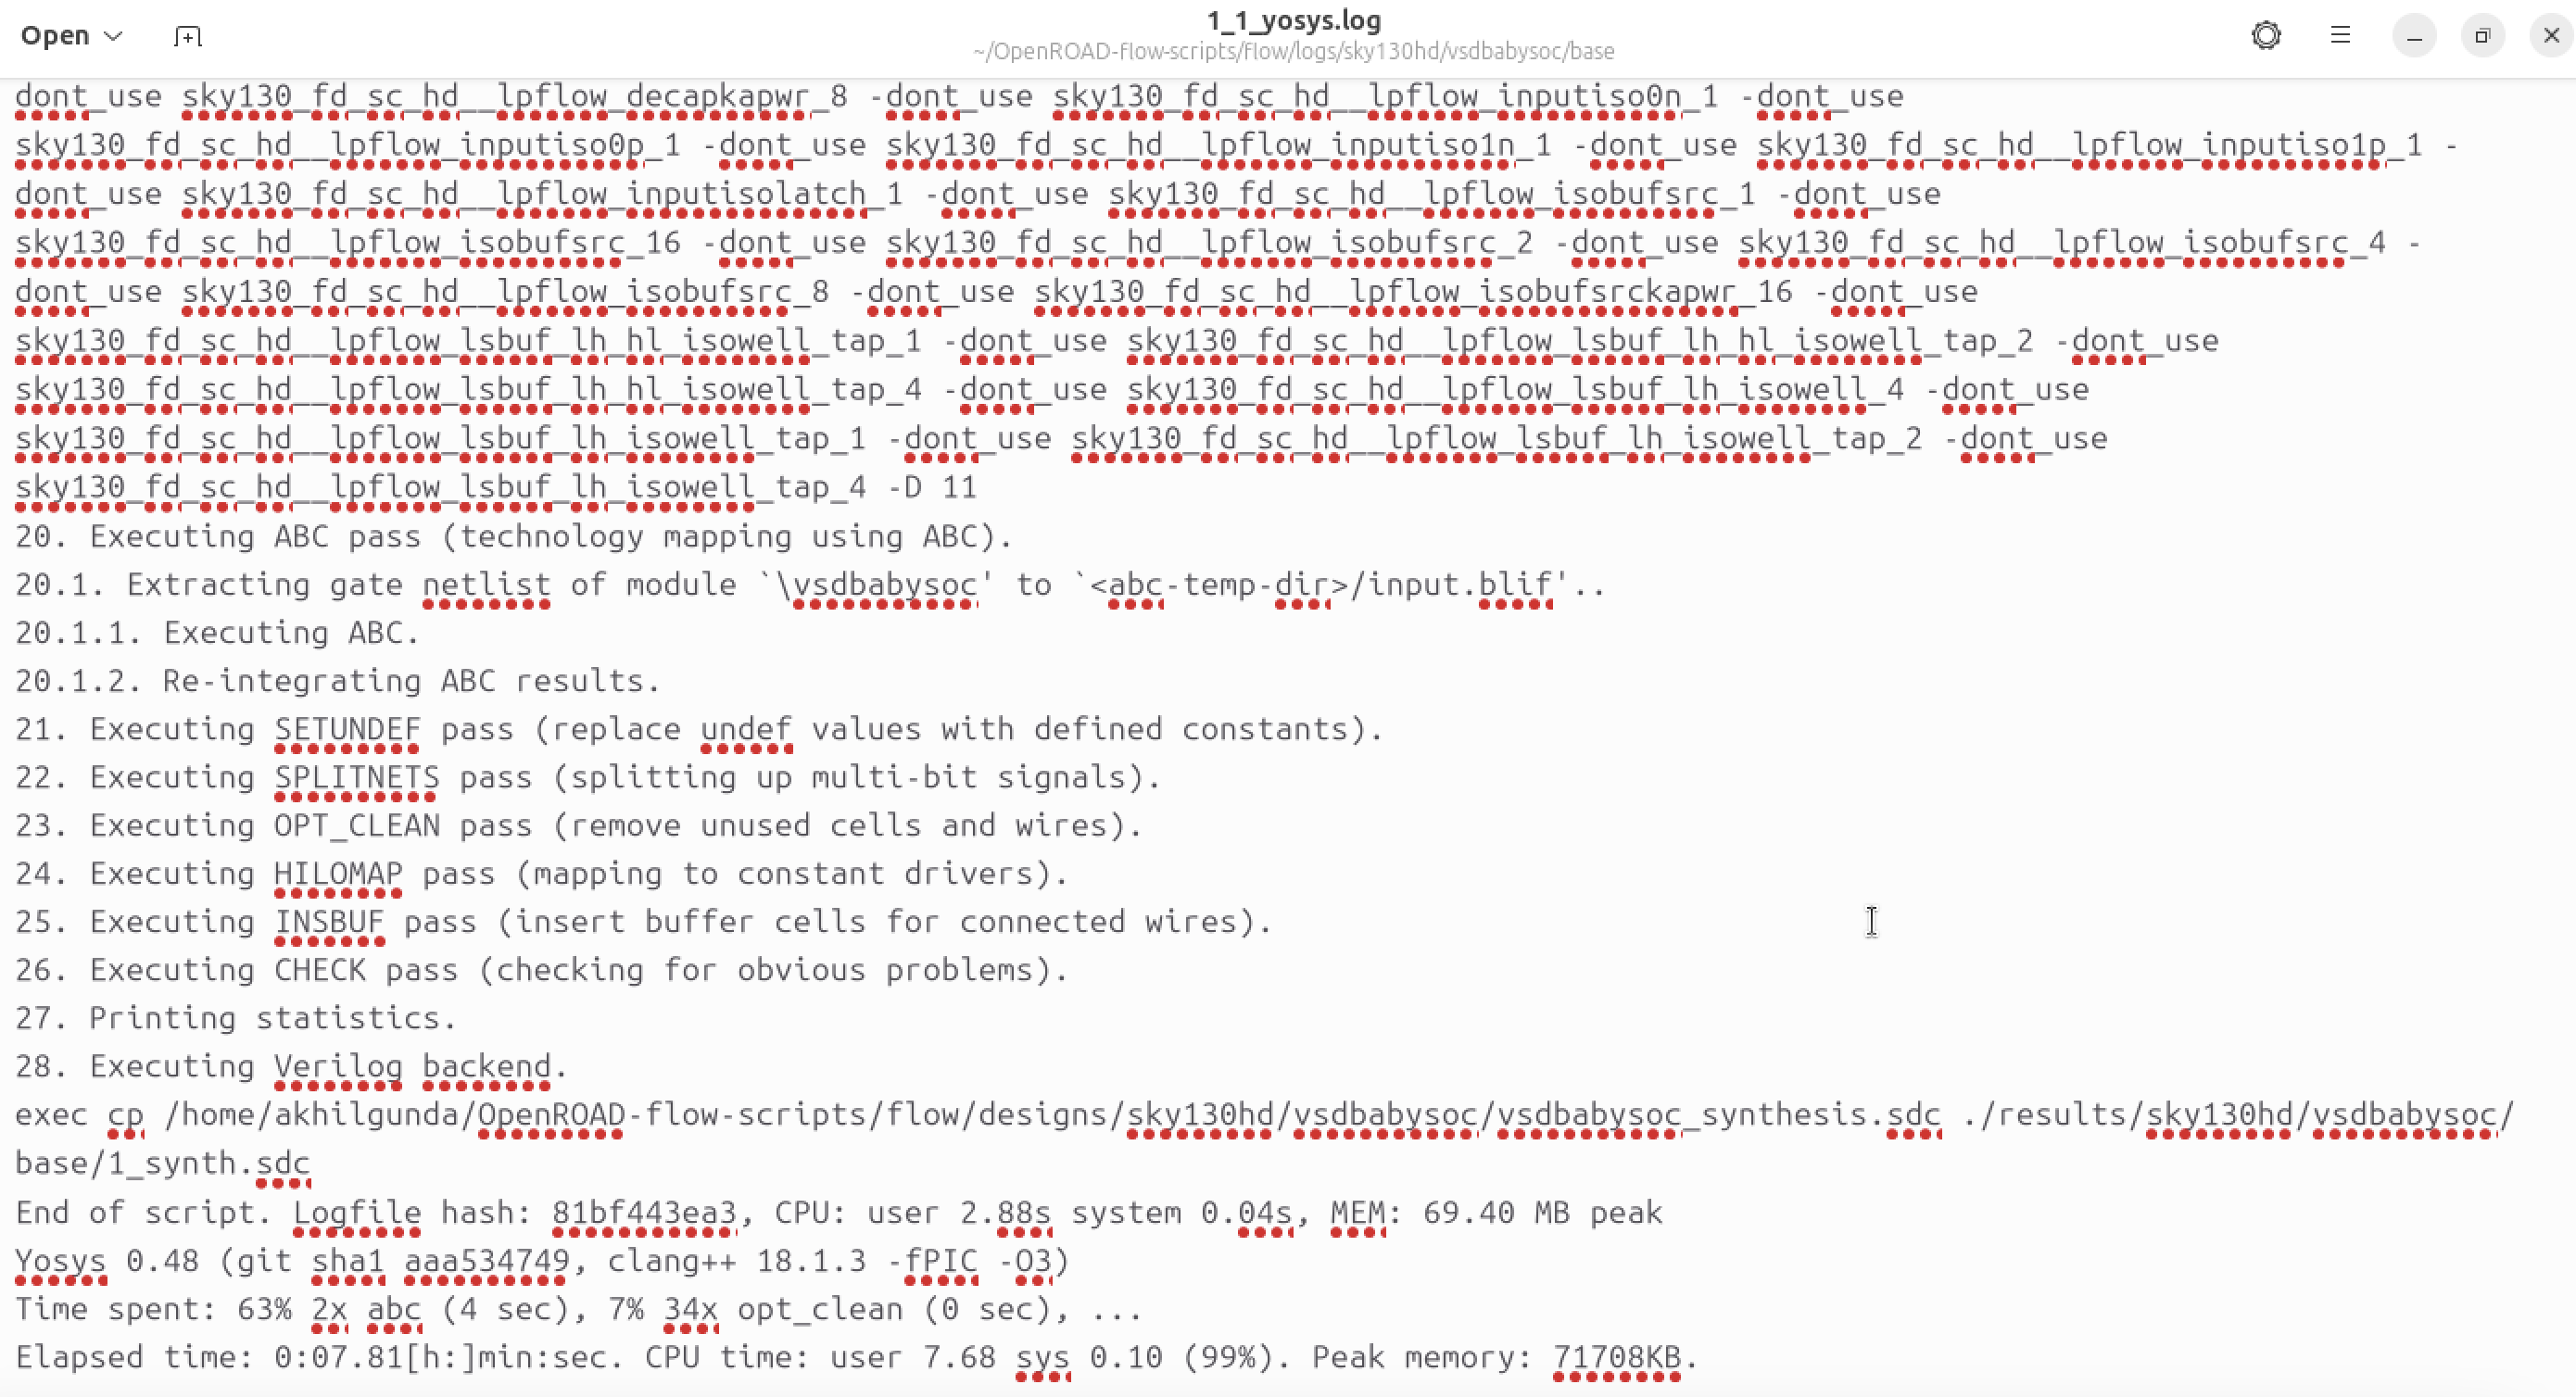 Open
1_1_yosys.log
~/OpenROAD-flow-scripts/flow/logs/sky130hd/vsdbabysoc/base
dont_use sky130_fd_sc_hd__lpflow_decapkapwr_8 -dont_use sky130_fd_sc_hd__lpflow_inputiso0n_1 -dont_use
sky130_fd_sc_hd__lpflow_inputiso0p_1 -dont_use sky130_fd_sc_hd__lpflow_inputiso1n_1 -dont_use sky130_fd_sc_hd__lpflow_inputiso1p_1 -
dont_use sky130_fd_sc_hd__lpflow_inputisolatch_1 -dont_use sky130_fd_sc_hd__lpflow_isobufsrc_1 -dont_use
sky130_fd_sc_hd__lpflow_isobufsrc_16 -dont_use sky130_fd_sc_hd__lpflow_isobufsrc_2 -dont_use sky130_fd_sc_hd__lpflow_isobufsrc_4 -
dont_use sky130_fd_sc_hd__lpflow_isobufsrc_8 -dont_use sky130_fd_sc_hd__lpflow_isobufsrckapwr_16 -dont_use
sky130_fd_sc_hd__lpflow_lsbuf_lh_hl_isowell_tap_1 -dont_use sky130_fd_sc_hd__lpflow_lsbuf_lh_hl_isowell_tap_2 -dont_use
sky130_fd_sc_hd__lpflow_lsbuf_lh_hl_isowell_tap_4 -dont_use sky130_fd_sc_hd__lpflow_lsbuf_lh_isowell_4 -dont_use
sky130_fd_sc_hd__lpflow_lsbuf_lh_isowell_tap_1 -dont_use sky130_fd_sc_hd__lpflow_lsbuf_lh_isowell_tap_2 -dont_use
sky130_fd_sc_hd__lpflow_lsbuf_lh_isowell_tap_4 -D 11
20. Executing ABC pass (technology mapping using ABC).
20.1. Extracting gate netlist of module `\vsdbabysoc' to `<abc-temp-dir>/input.blif'..
20.1.1. Executing ABC.
20.1.2. Re-integrating ABC results.
21. Executing SETUNDEF pass (replace undef values with defined constants).
22. Executing SPLITNETS pass (splitting up multi-bit signals).
23. Executing OPT_CLEAN pass (remove unused cells and wires).
24. Executing HILOMAP pass (mapping to constant drivers).
25. Executing INSBUF pass (insert buffer cells for connected wires).
26. Executing CHECK pass (checking for obvious problems).
27. Printing statistics.
28. Executing Verilog backend.
exec cp /home/akhilgunda/OpenROAD-flow-scripts/flow/designs/sky130hd/vsdbabysoc/vsdbabysoc_synthesis.sdc ./results/sky130hd/vsdbabysoc/
base/1_synth.sdc
End of script. Logfile hash: 81bf443ea3, CPU: user 2.88s system 0.04s, MEM: 69.40 MB peak
Yosys 0.48 (git sha1 aaa534749, clang++ 18.1.3 -fPIC -O3)
Time spent: 63% 2x abc (4 sec), 7% 34x opt_clean (0 sec), ...
Elapsed time: 0:07.81[h:]min:sec. CPU time: user 7.68 sys 0.10 (99%). Peak memory: 71708KB.